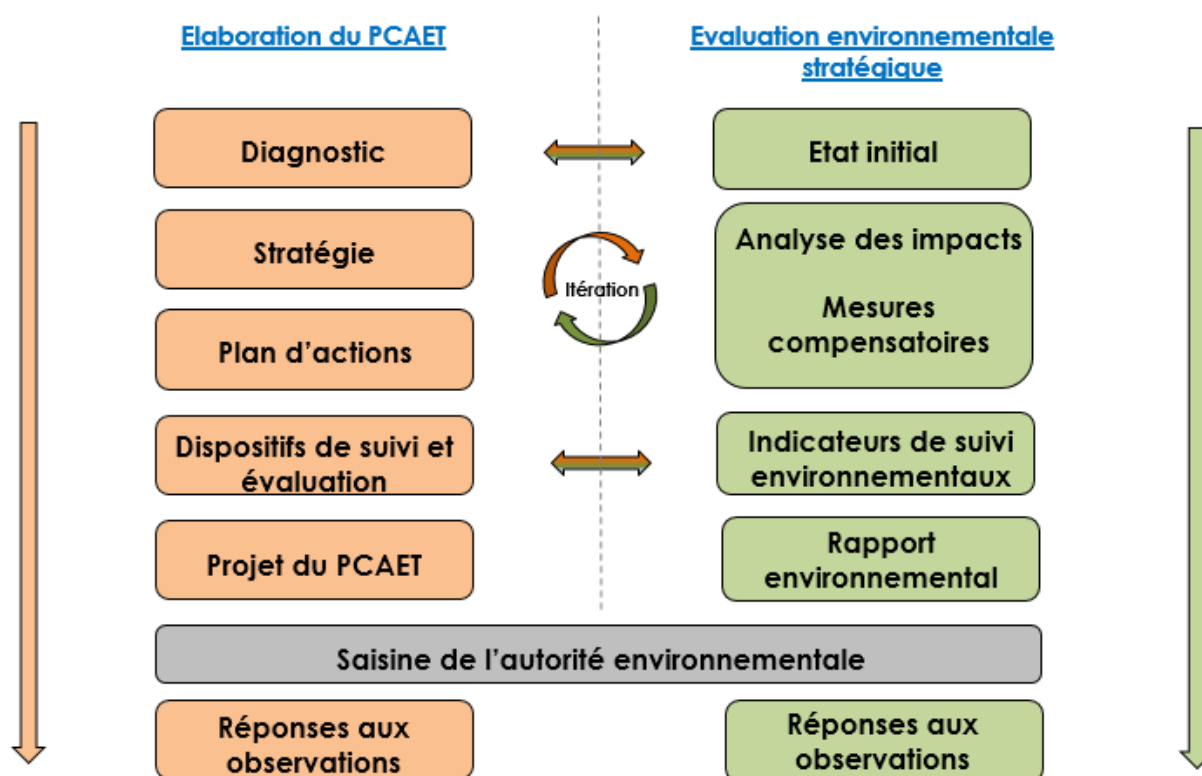 Elaboration du PCAET
Evaluation environnementale
stratégique
Diagnostic
Etat initial
Stratégie
Analyse des impacts
Itération
Mesures
compensatoires
Plan d'actions
Dispositifs de suivi et
évaluation
Indicateurs de suivi
environnementaux
Projet du PCAET
Rapport
environnemental
Saisine de l'autorité environnementale
Réponses aux
observations
Réponses aux
observations